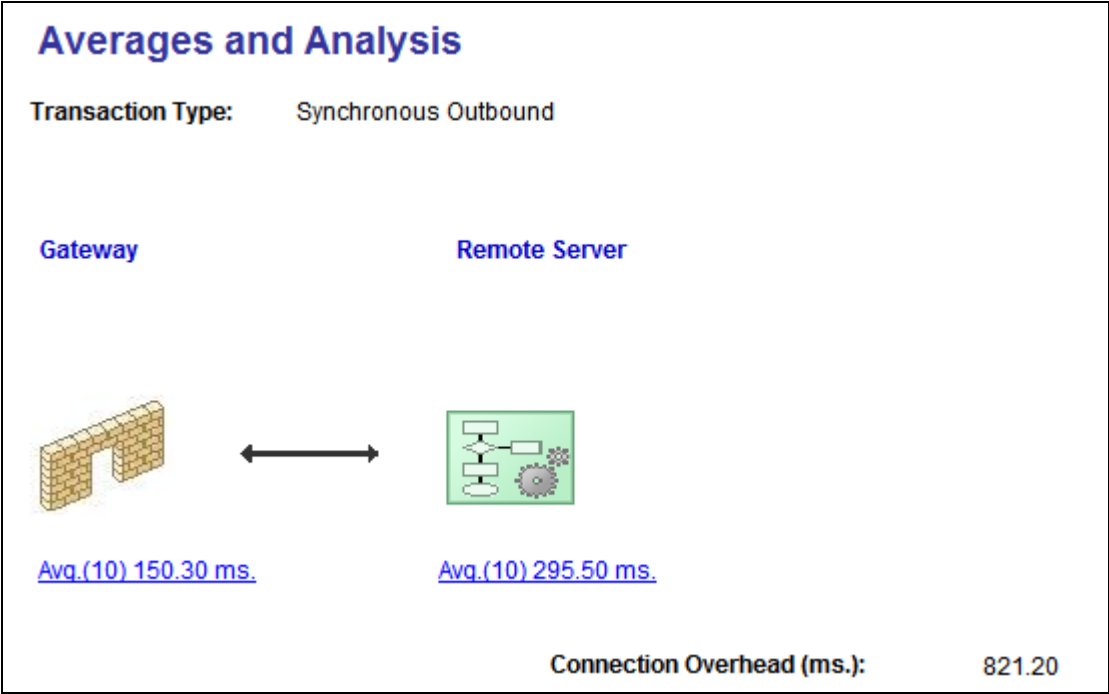 Averages and Analysis
Transaction Type: Synchronous Outbound
Gateway Remote Server
Avg.(10) 150.30 ms. Avg.(10) 295.50 ms.
Connection Overhead (ms.): 821.20